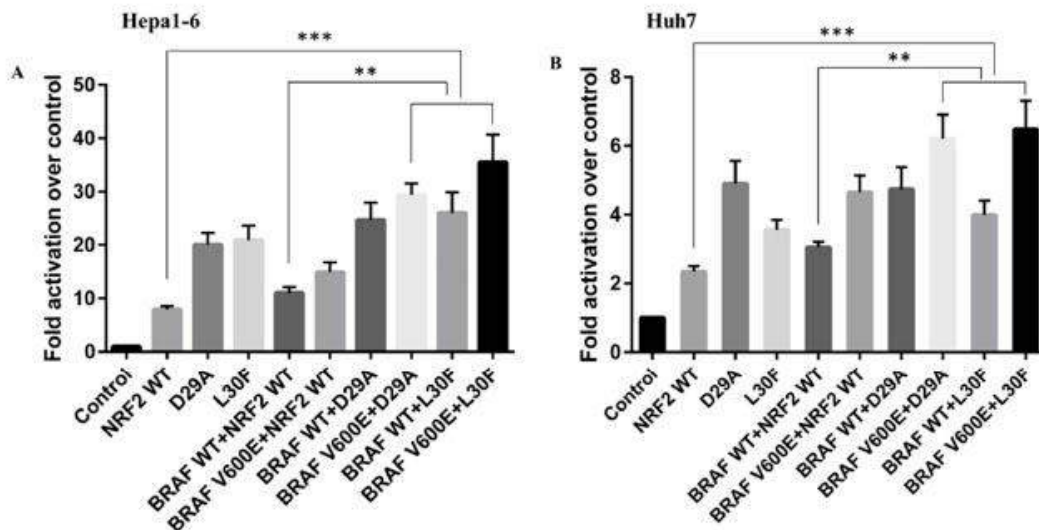 Hepa1-6
A
Fold activation over control
50
40
30
20
10
0
***
**
Control
NRF2 WT
D29A
L30F
BRAF WT+NRF2 WT
BRAF V600E+NRF2 WT
BRAF WT+D29A
BRAF V600E+D29A
BRAF WT+L30F
BRAF V600E+L30F
Huh7
B
Fold activation over control
8
6
4
2
0
***
**
Control
NRF2 WT
D29A
L30F
BRAF WT+NRF2 WT
BRAF V600E+NRF2 WT
BRAF WT+D29A
BRAF V600E+D29A
BRAF WT+L30F
BRAF V600E+L30F